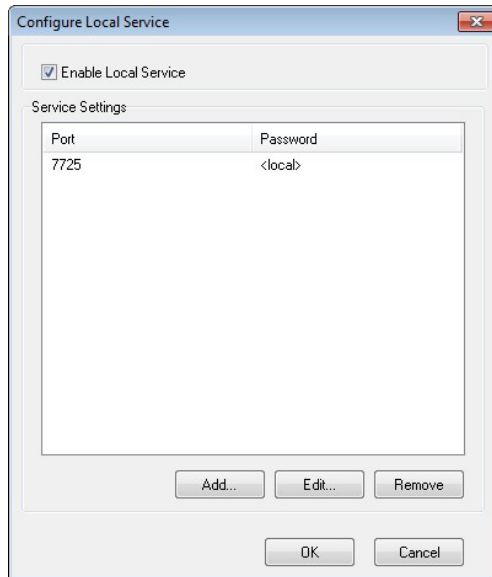 Configure Local Service
Enable Local Service
Service Settings
Port Password
7725 <local>
Add... Edit... Remove
OK Cancel